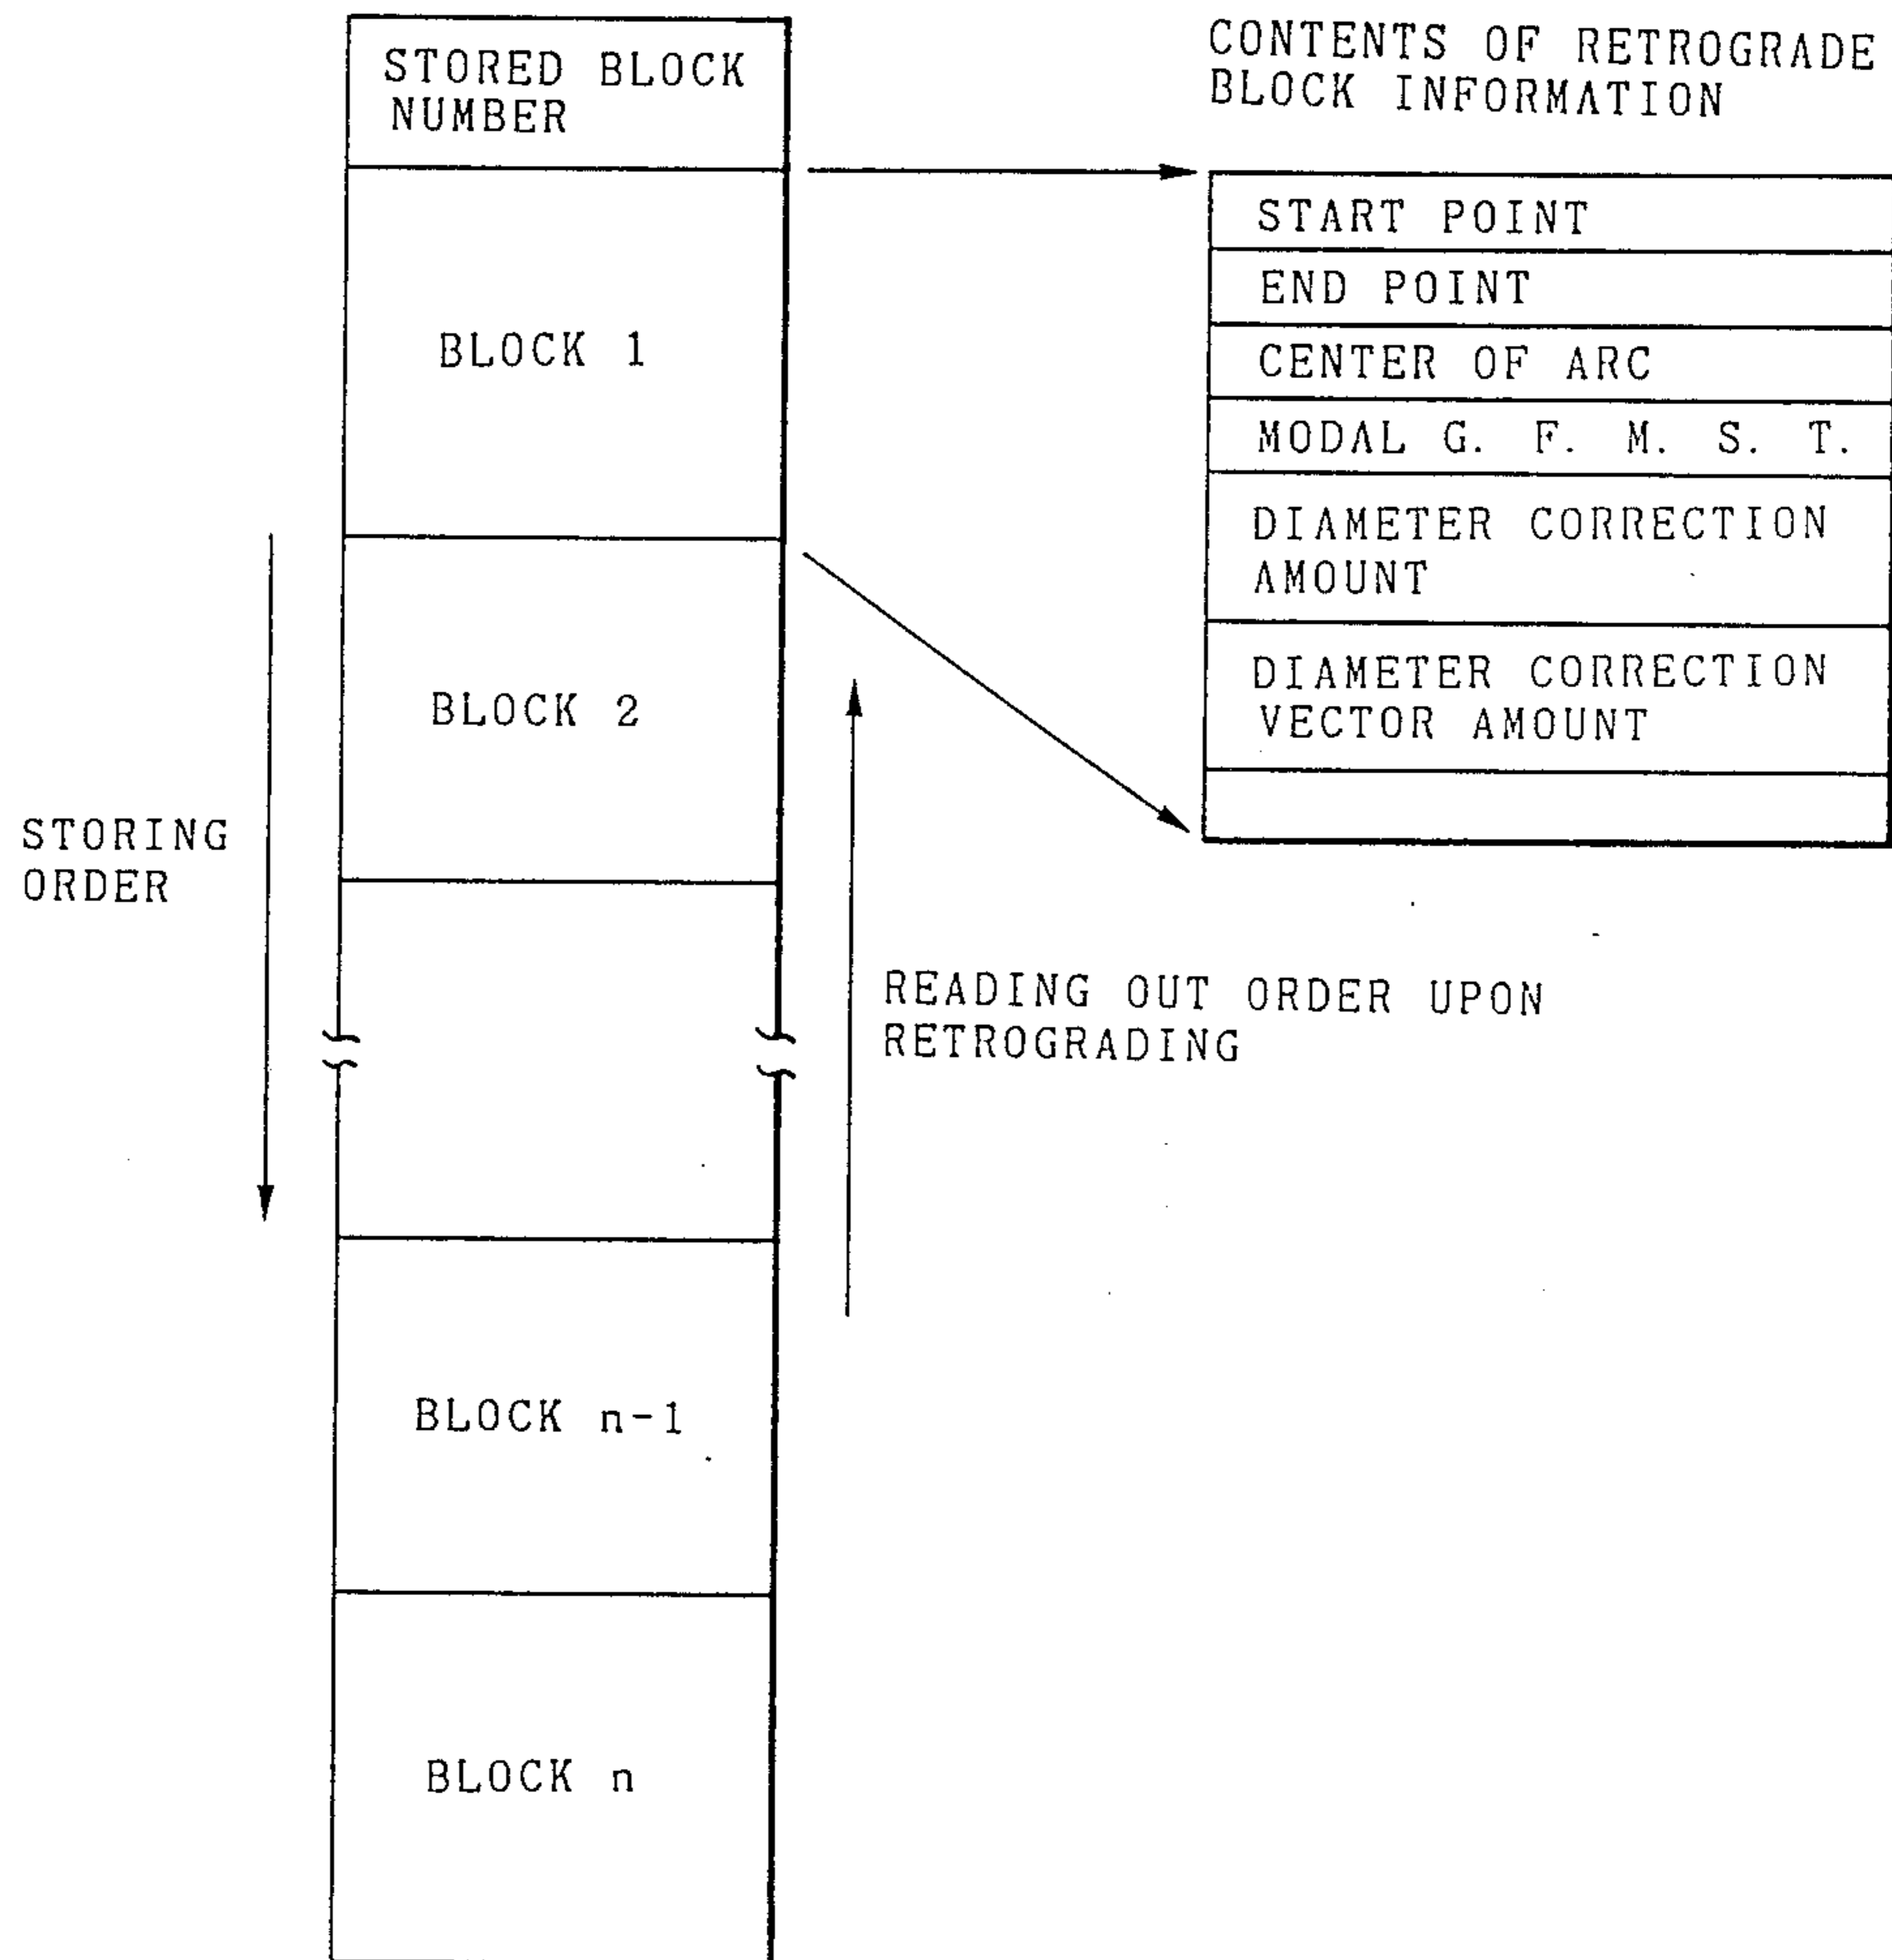 STORED BLOCK
NUMBER
BLOCK 1
BLOCK 2
BLOCK n-1
BLOCK n
STORING
ORDER
READING OUT ORDER UPON
RETROGRADING
CONTENTS OF RETROGRADE
BLOCK INFORMATION
START POINT
END POINT
CENTER OF ARC
MODAL G. F. M. S. T.
DIAMETER CORRECTION
AMOUNT
DIAMETER CORRECTION
VECTOR AMOUNT